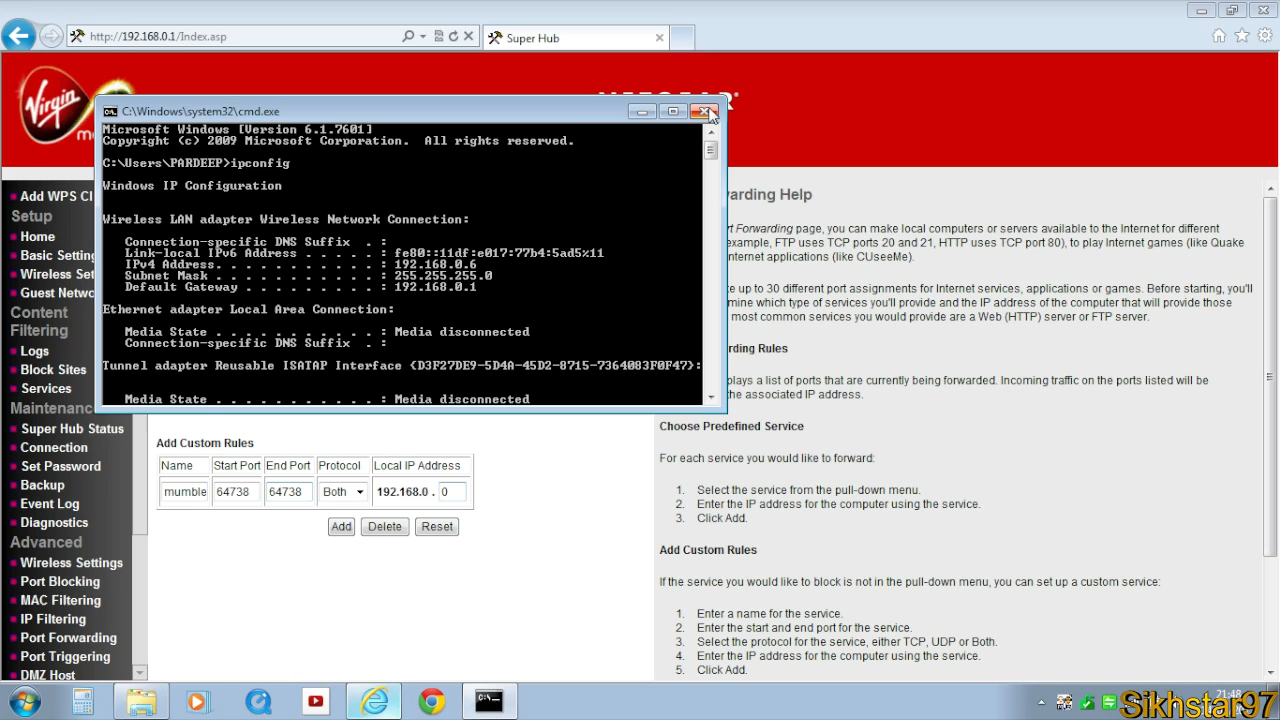 http://192.168.0.1/Index.asp
Super Hub
Virgin
C:\Windows\system32\cmd.exe
Microsoft Windows [Version 6.1.7601]
Copyright (c) 2009 Microsoft Corporation.  All rights reserved.
C:\Users\PARDEEP>ipconfig
Windows IP Configuration
Wireless LAN adapter Wireless Network Connection:
Connection-specific DNS Suffix  . :
Link-local IPv6 Address . . . . . : fe80::11df:e017:77b4:5ad5%11
IPv4 Address. . . . . . . . . . . : 192.168.0.6
Subnet Mask . . . . . . . . . . . : 255.255.255.0
Default Gateway . . . . . . . . . : 192.168.0.1
Ethernet adapter Local Area Connection:
Media State . . . . . . . . . . . : Media disconnected
Connection-specific DNS Suffix  . :
Tunnel adapter Reusable ISATAP Interface {D3F27DE9-5D4A-45D2-8715-7364083F0F47}:
Media State . . . . . . . . . . . : Media disconnected
Add WPS Cl
Setup
Home
Basic Setting
Wireless Set
Guest Netwo
Content
Filtering
Logs
Block Sites
Services
Maintenanc
Super Hub Status
Connection
Set Password
Backup
Event Log
Diagnostics
Advanced
Wireless Settings
Port Blocking
MAC Filtering
IP Filtering
Port Forwarding
Port Triggering
DMZ Host
Add Custom Rules
Name Start Port End Port Protocol Local IP Address
mumble 64738 64738 Both 192.168.0 . 0
Add Delete Reset
varding Help
rt Forwarding page, you can make local computers or servers available to the Internet for different
example, FTP uses TCP ports 20 and 21, HTTP uses TCP port 80), to play Internet games (like Quake
nternet applications (like CUseeMe).
ke up to 30 different port assignments for Internet services, applications or games. Before starting, you'll
mine which type of services you'll provide and the IP address of the computer that will provide those
most common services you would provide are a Web (HTTP) server or FTP server.
arding Rules
plays a list of ports that are currently being forwarded. Incoming traffic on the ports listed will be
the associated IP address.
Choose Predefined Service
For each service you would like to forward:
1. Select the service from the pull-down menu.
2. Enter the IP address for the computer using the service.
3. Click Add.
Add Custom Rules
If the service you would like to block is not in the pull-down menu, you can set up a custom service:
1. Enter a name for the service.
2. Enter the start and end port for the service.
3. Select the protocol for the service, either TCP, UDP or Both.
4. Enter the IP address for the computer using the service.
5. Click Add.
21:48
Sikhstar97